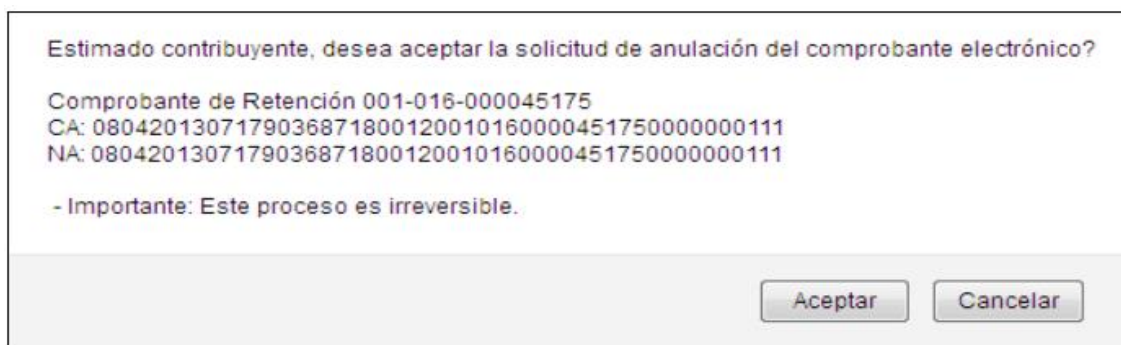 Estimado contribuyente, desea aceptar la solicitud de anulación del comprobante electrónico?
Comprobante de Retención 001-016-000045175
CA: 0804201307179036871800120010160000451750000000111
NA: 0804201307179036871800120010160000451750000000111
- Importante: Este proceso es irreversible.
Aceptar Cancelar